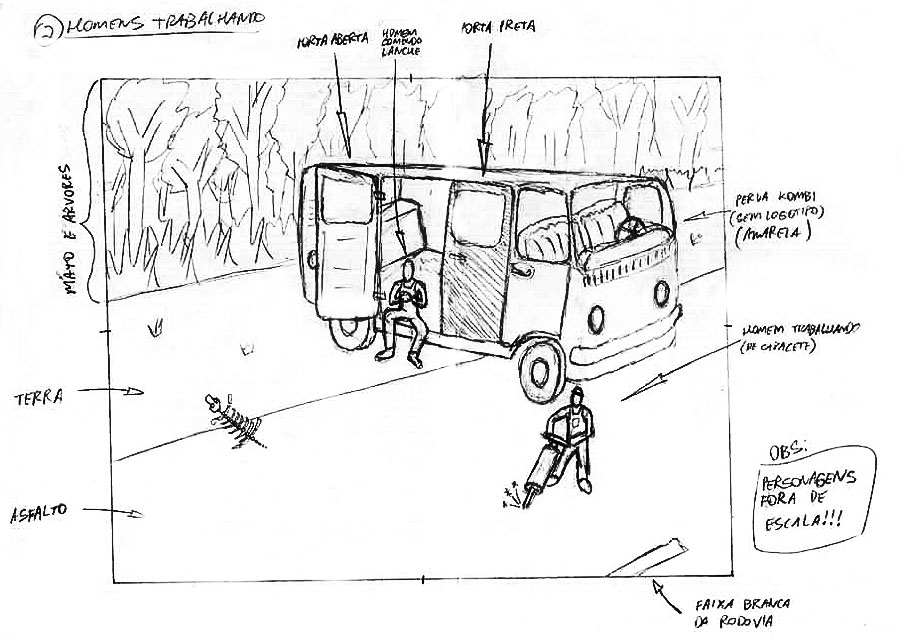 2 HOMENS TRABALHANDO
PORTA ABERTA
HOMEM
COMENDO
LANCHE
PORTA PRETA
MATO E ARVORES
PERUA KOMBI
(SEM LOGOTIPO)
(AMARELA)
HOMEM TRABALHANDO
(DE CAPACETE)
TERRA
ASFALTO
OBS:
PERSONAGENS
FORA DE
ESCALA!!!
FAIXA BRANCA
DA RODOVIA